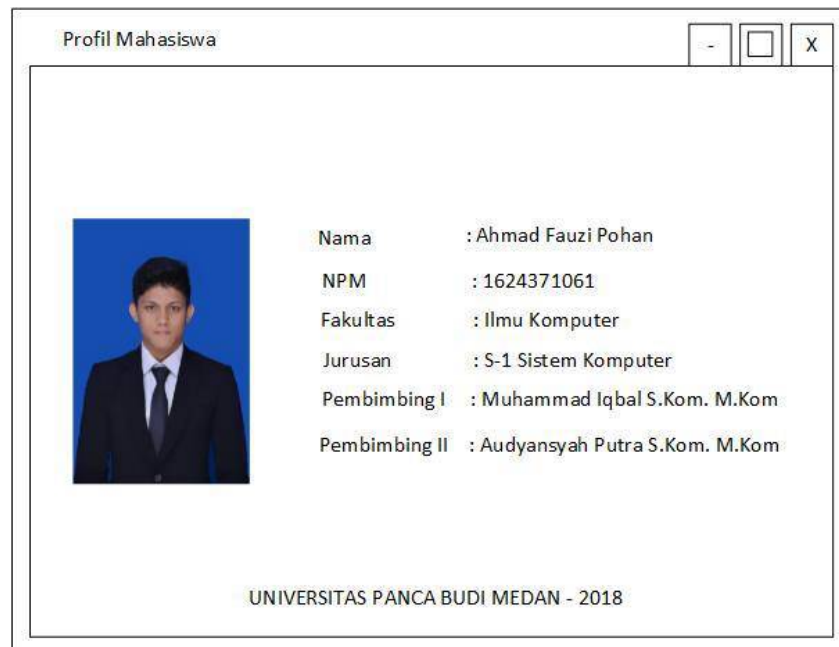 Profil Mahasiswa
- X
Nama : Ahmad Fauzi Pohan
NPM : 1624371061
Fakultas : Ilmu Komputer
Jurusan : S-1 Sistem Komputer
Pembimbing I : Muhammad Iqbal S.Kom. M.Kom
Pembimbing II : Audyansyah Putra S.Kom. M.Kom
UNIVERSITAS PANCA BUDI MEDAN - 2018